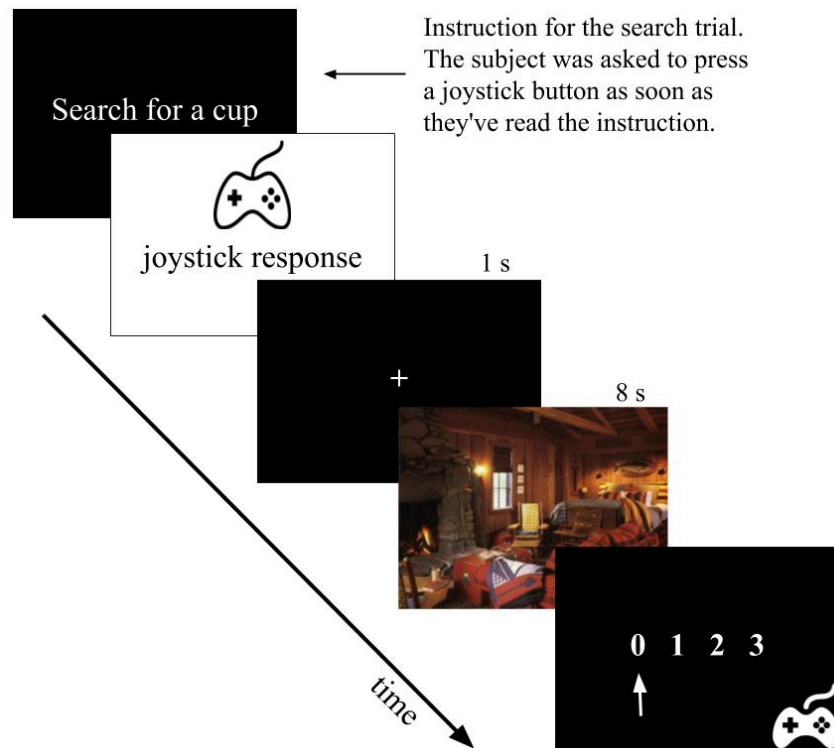 Instruction for the search trial.
The subject was asked to press
a joystick button as soon as
they've read the instruction.
Search for a cup
joystick response
1 s
+
8 s
0 1 2 3
time